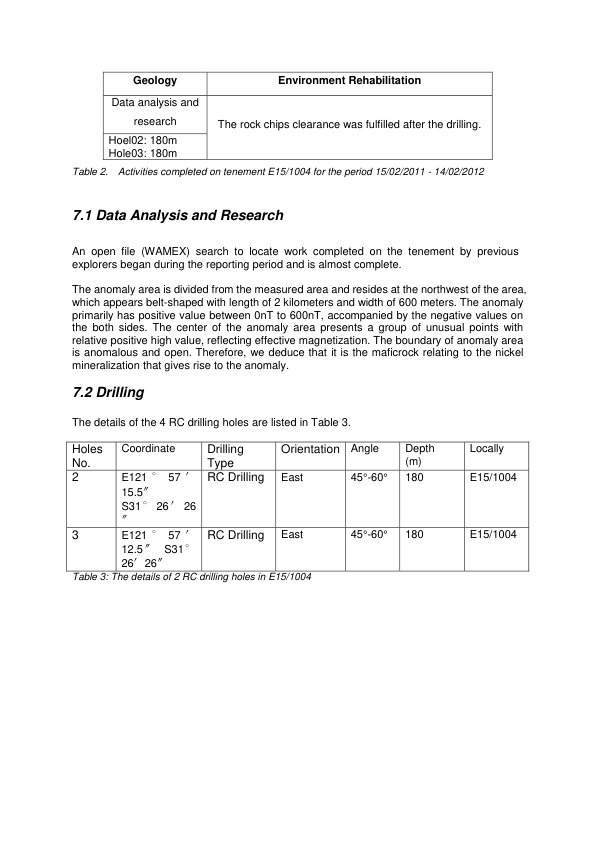 Geology Environment Rehabilitation
Data analysis and
research
The rock chips clearance was fulfilled after the drilling.
Hoel02: 180m
Hole03: 180m
Table 2. Activities completed on tenement E15/1004 for the period 15/02/2011 - 14/02/2012
7.1 Data Analysis and Research
An open file (WAMEX) search to locate work completed on the tenement by previous
explorers began during the reporting period and is almost complete.
The anomaly area is divided from the measured area and resides at the northwest of the area,
which appears belt-shaped with length of 2 kilometers and width of 600 meters. The anomaly
primarily has positive value between 0nT to 600nT, accompanied by the negative values on
the both sides. The center of the anomaly area presents a group of unusual points with
relative positive high value, reflecting effective magnetization. The boundary of anomaly area
is anomalous and open. Therefore, we deduce that it is the maficrock relating to the nickel
mineralization that gives rise to the anomaly.
7.2 Drilling
The details of the 4 RC drilling holes are listed in Table 3.
Holes Coordinate Drilling Orientation Angle Depth Locally
No. Type (m)
2 E121 ° 57 ′ RC Drilling East 45°-60° 180 E15/1004
15.5″
S31° 26′ 26
″
3 E121 ° 57 ′ RC Drilling East 45°-60° 180 E15/1004
12.5″ S31°
26′ 26″
Table 3: The details of 2 RC drilling holes in E15/1004